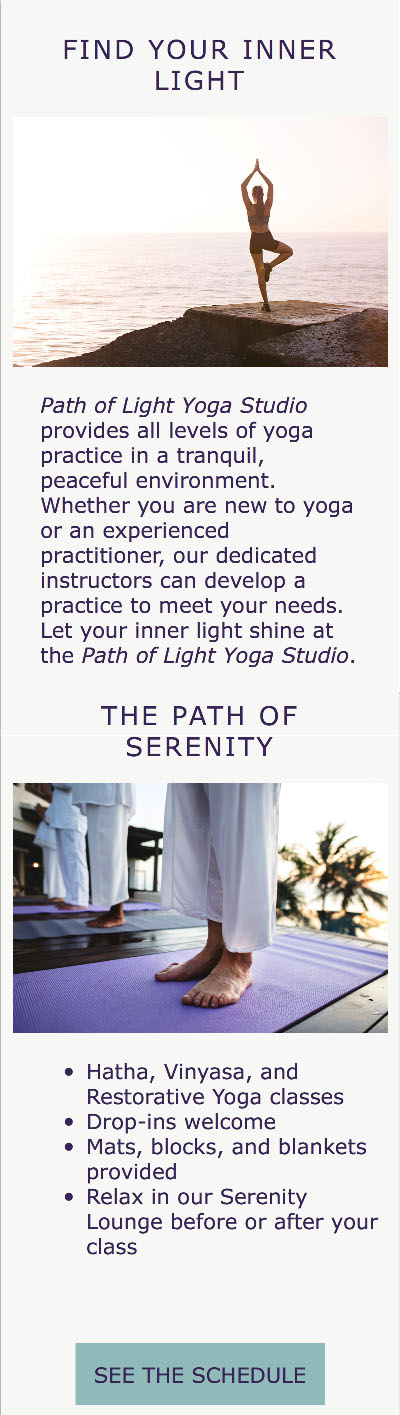 FIND YOUR INNER
LIGHT
Path of Light Yoga Studio
provides all levels of yoga
practice in a tranquil,
peaceful environment.
Whether you are new to yoga
or an experienced
practitioner, our dedicated
instructors can develop a
practice to meet your needs.
Let your inner light shine at
the Path of Light Yoga Studio.
THE PATH OF
SERENITY
• Hatha, Vinyasa, and
Restorative Yoga classes
• Drop-ins welcome
• Mats, blocks, and blankets
provided
• Relax in our Serenity
Lounge before or after your
class
SEE THE SCHEDULE